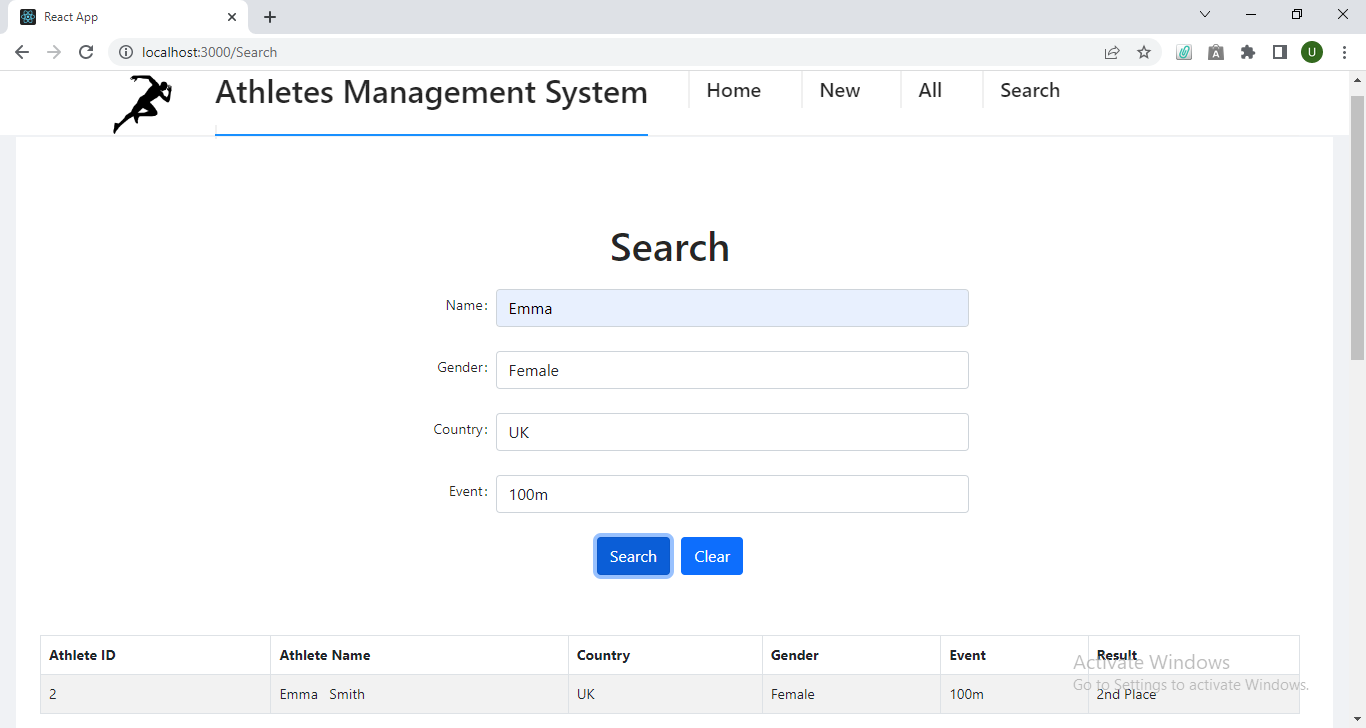 React App
localhost:3000/Search
A
U
Athletes Management System Home New All Search
Search
Name: Emma
Gender: Female
Country: UK
Event: 100m
Search Clear
Athlete ID Athlete Name Country Gender Event Result
Activate Windows
2 Emma Smith UK Female 100m 2nd Place
Go to Settings to activate Windows.